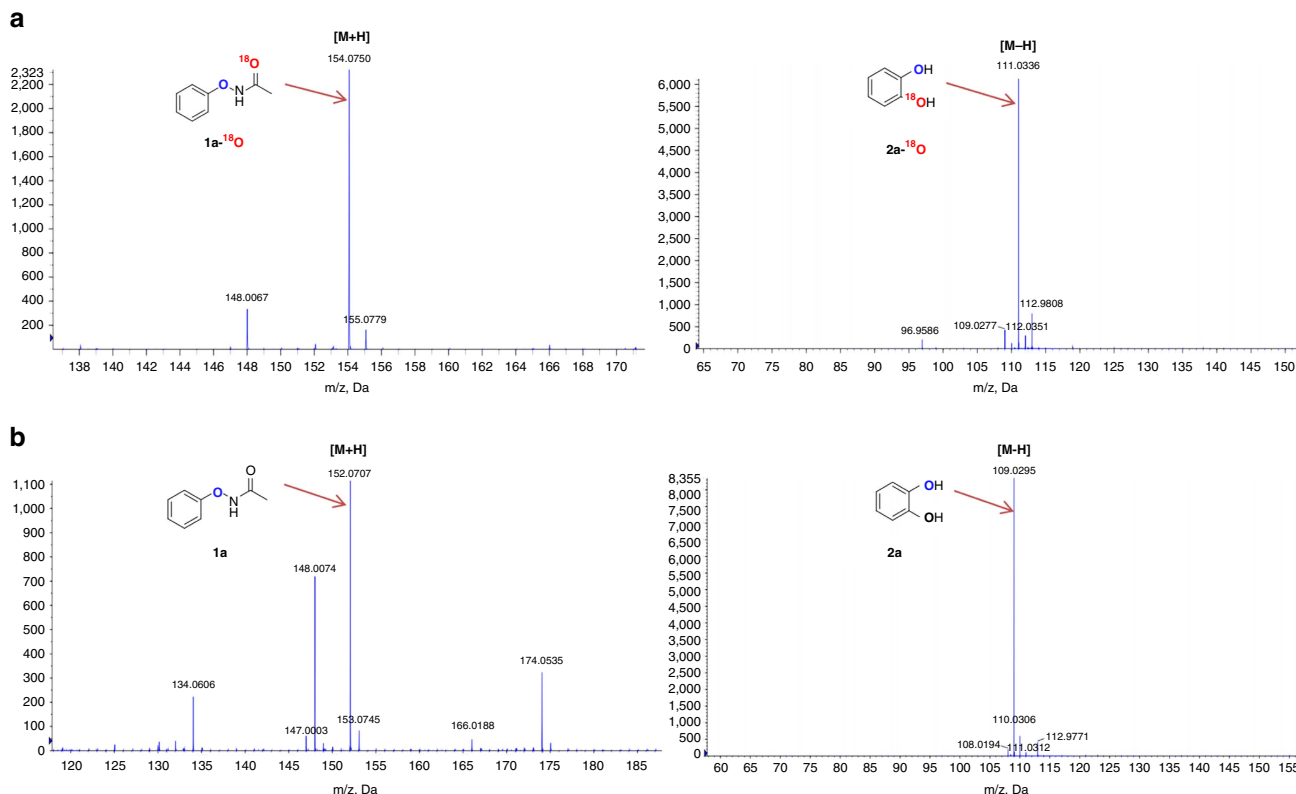 a
[M+H]
154.0750
2,323
2,200
2,000
1,800
1,600
1,400
1,200
1,000
800
600
400
200
18O
O
N
H
1a-18O
148.0067
155.0779
138 140 142 144 146 148 150 152 154 156 158 160 162 164 166 168 170
m/z, Da
[M–H]
111.0336
6,000
5,500
5,000
4,500
4,000
3,500
3,000
2,500
2,000
1,500
1,000
500
0
OH
18OH
2a-18O
96.9586
109.0277
112.0351
112.9808
65 70 75 80 85 90 95 100 105 110 115 120 125 130 135 140 145 150
m/z, Da
b
[M+H]
152.0707
1,100
1,000
900
800
700
600
500
400
300
200
100
0
O
O
N
H
1a
148.0074
134.0606
147.0003
153.0745
166.0188
174.0535
120 125 130 135 140 145 150 155 160 165 170 175 180 185
m/z, Da
[M-H]
109.0295
8,355
8,000
7,500
7,000
6,500
6,000
5,500
5,000
4,500
4,000
3,500
3,000
2,500
2,000
1,500
1,000
500
0
OH
OH
2a
110.0306
108.0194
111.0312
112.9771
60 65 70 75 80 85 90 95 100 105 110 115 120 125 130 135 140 145 150 155
m/z, Da